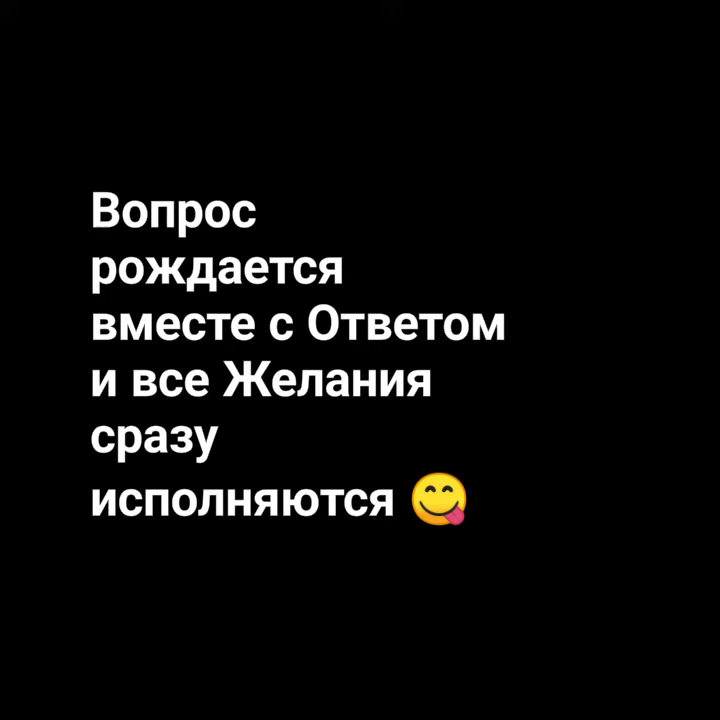 Вопрос
рождается
вместе с Ответом
и все Желания
сразу
исполняются 😋